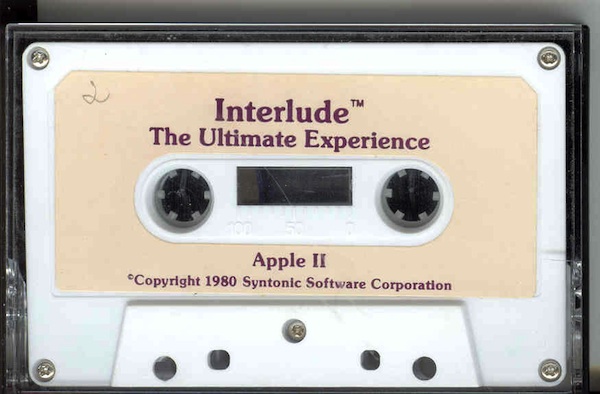 2
Interlude™
The Ultimate Experience
100 50 0
Apple II
©Copyright 1980 Syntonic Software Corporation